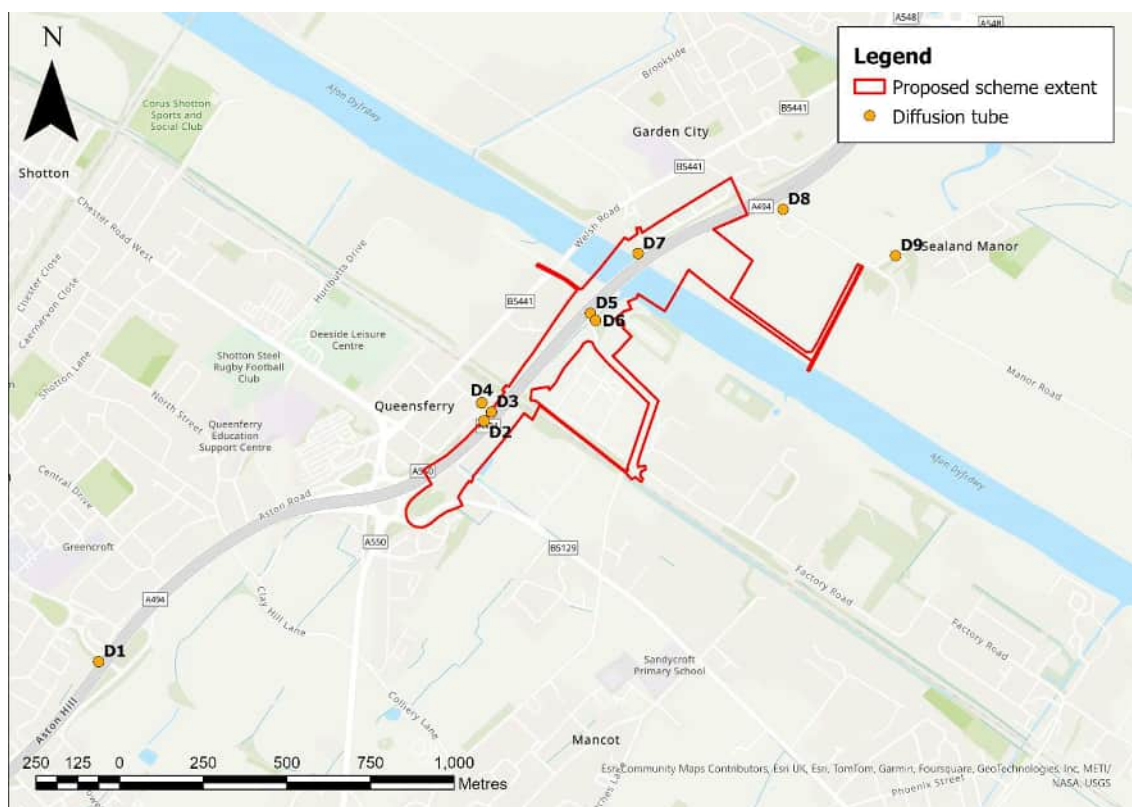 N
Legend
Proposed scheme extent
Diffusion tube
A548
A548
Brookside
B5441
Garden City
B5441
Afon Dyfrdwy
Corus Shotton
Sports and
Social Club
Shotton
Chester Road West
Welsh Road
A494
D8
D9
Sealand Manor
D7
Hurlbutts Drive
B5441
D5
D6
Chester Close
Caernarvon Close
Deeside Leisure
Centre
Shotton Lane
Shotton Steel
Rugby Football
Club
Manor Road
North Street
Queensferry
D4
D3
D2
Queenferry
Education
Support Centre
Afon Dyfrdwy
Central Drive
Aston Road
Greencroft
A550
B5129
Factory Road
A494
Clay Hill Lane
Factory Road
D1
Sandycroft
Primary School
Aston Hill
Colliery Lane
Mancot
250 125 0 250 500 750 1,000
Metres
Esri Community Maps Contributors, Esri UK, Esri, TomTom, Garmin, Foursquare, GeoTechnologies, Inc, METI/
NASA, USGS
Phoenix Street